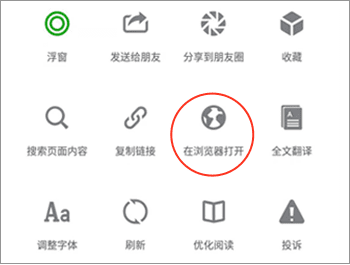 浮窗
发送给朋友
分享到朋友圈
收藏
搜索页面内容
复制链接
在浏览器打开
全文翻译
Aa
调整字体
刷新
优化阅读
投诉